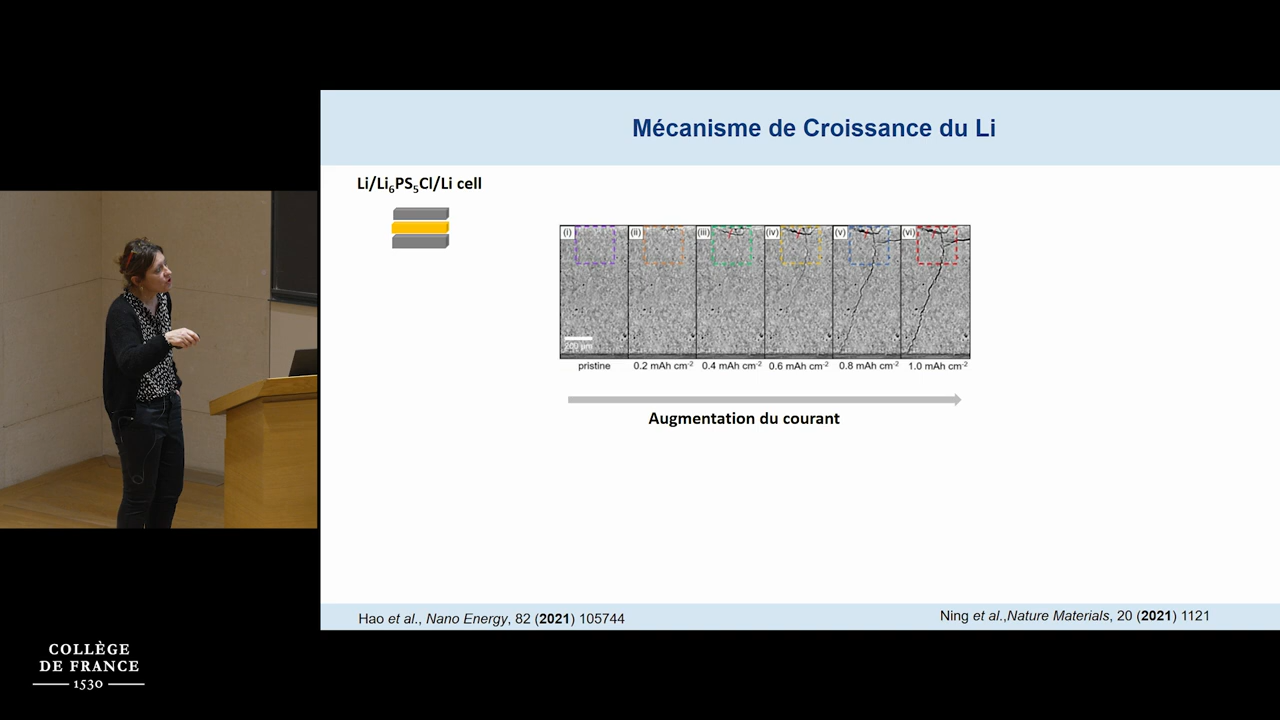 Mécanisme de Croissance du Li
Li/Li₆PS₅Cl/Li cell
(i) (ii) (iii) (iv) (v) (vi)
200 μm
pristine 0.2 mAh cm⁻² 0.4 mAh cm⁻² 0.6 mAh cm⁻² 0.8 mAh cm⁻² 1.0 mAh cm⁻²
Augmentation du courant
Hao et al., Nano Energy, 82 (2021) 105744
Ning et al.,Nature Materials, 20 (2021) 1121
COLLÈGE
DE FRANCE
1530